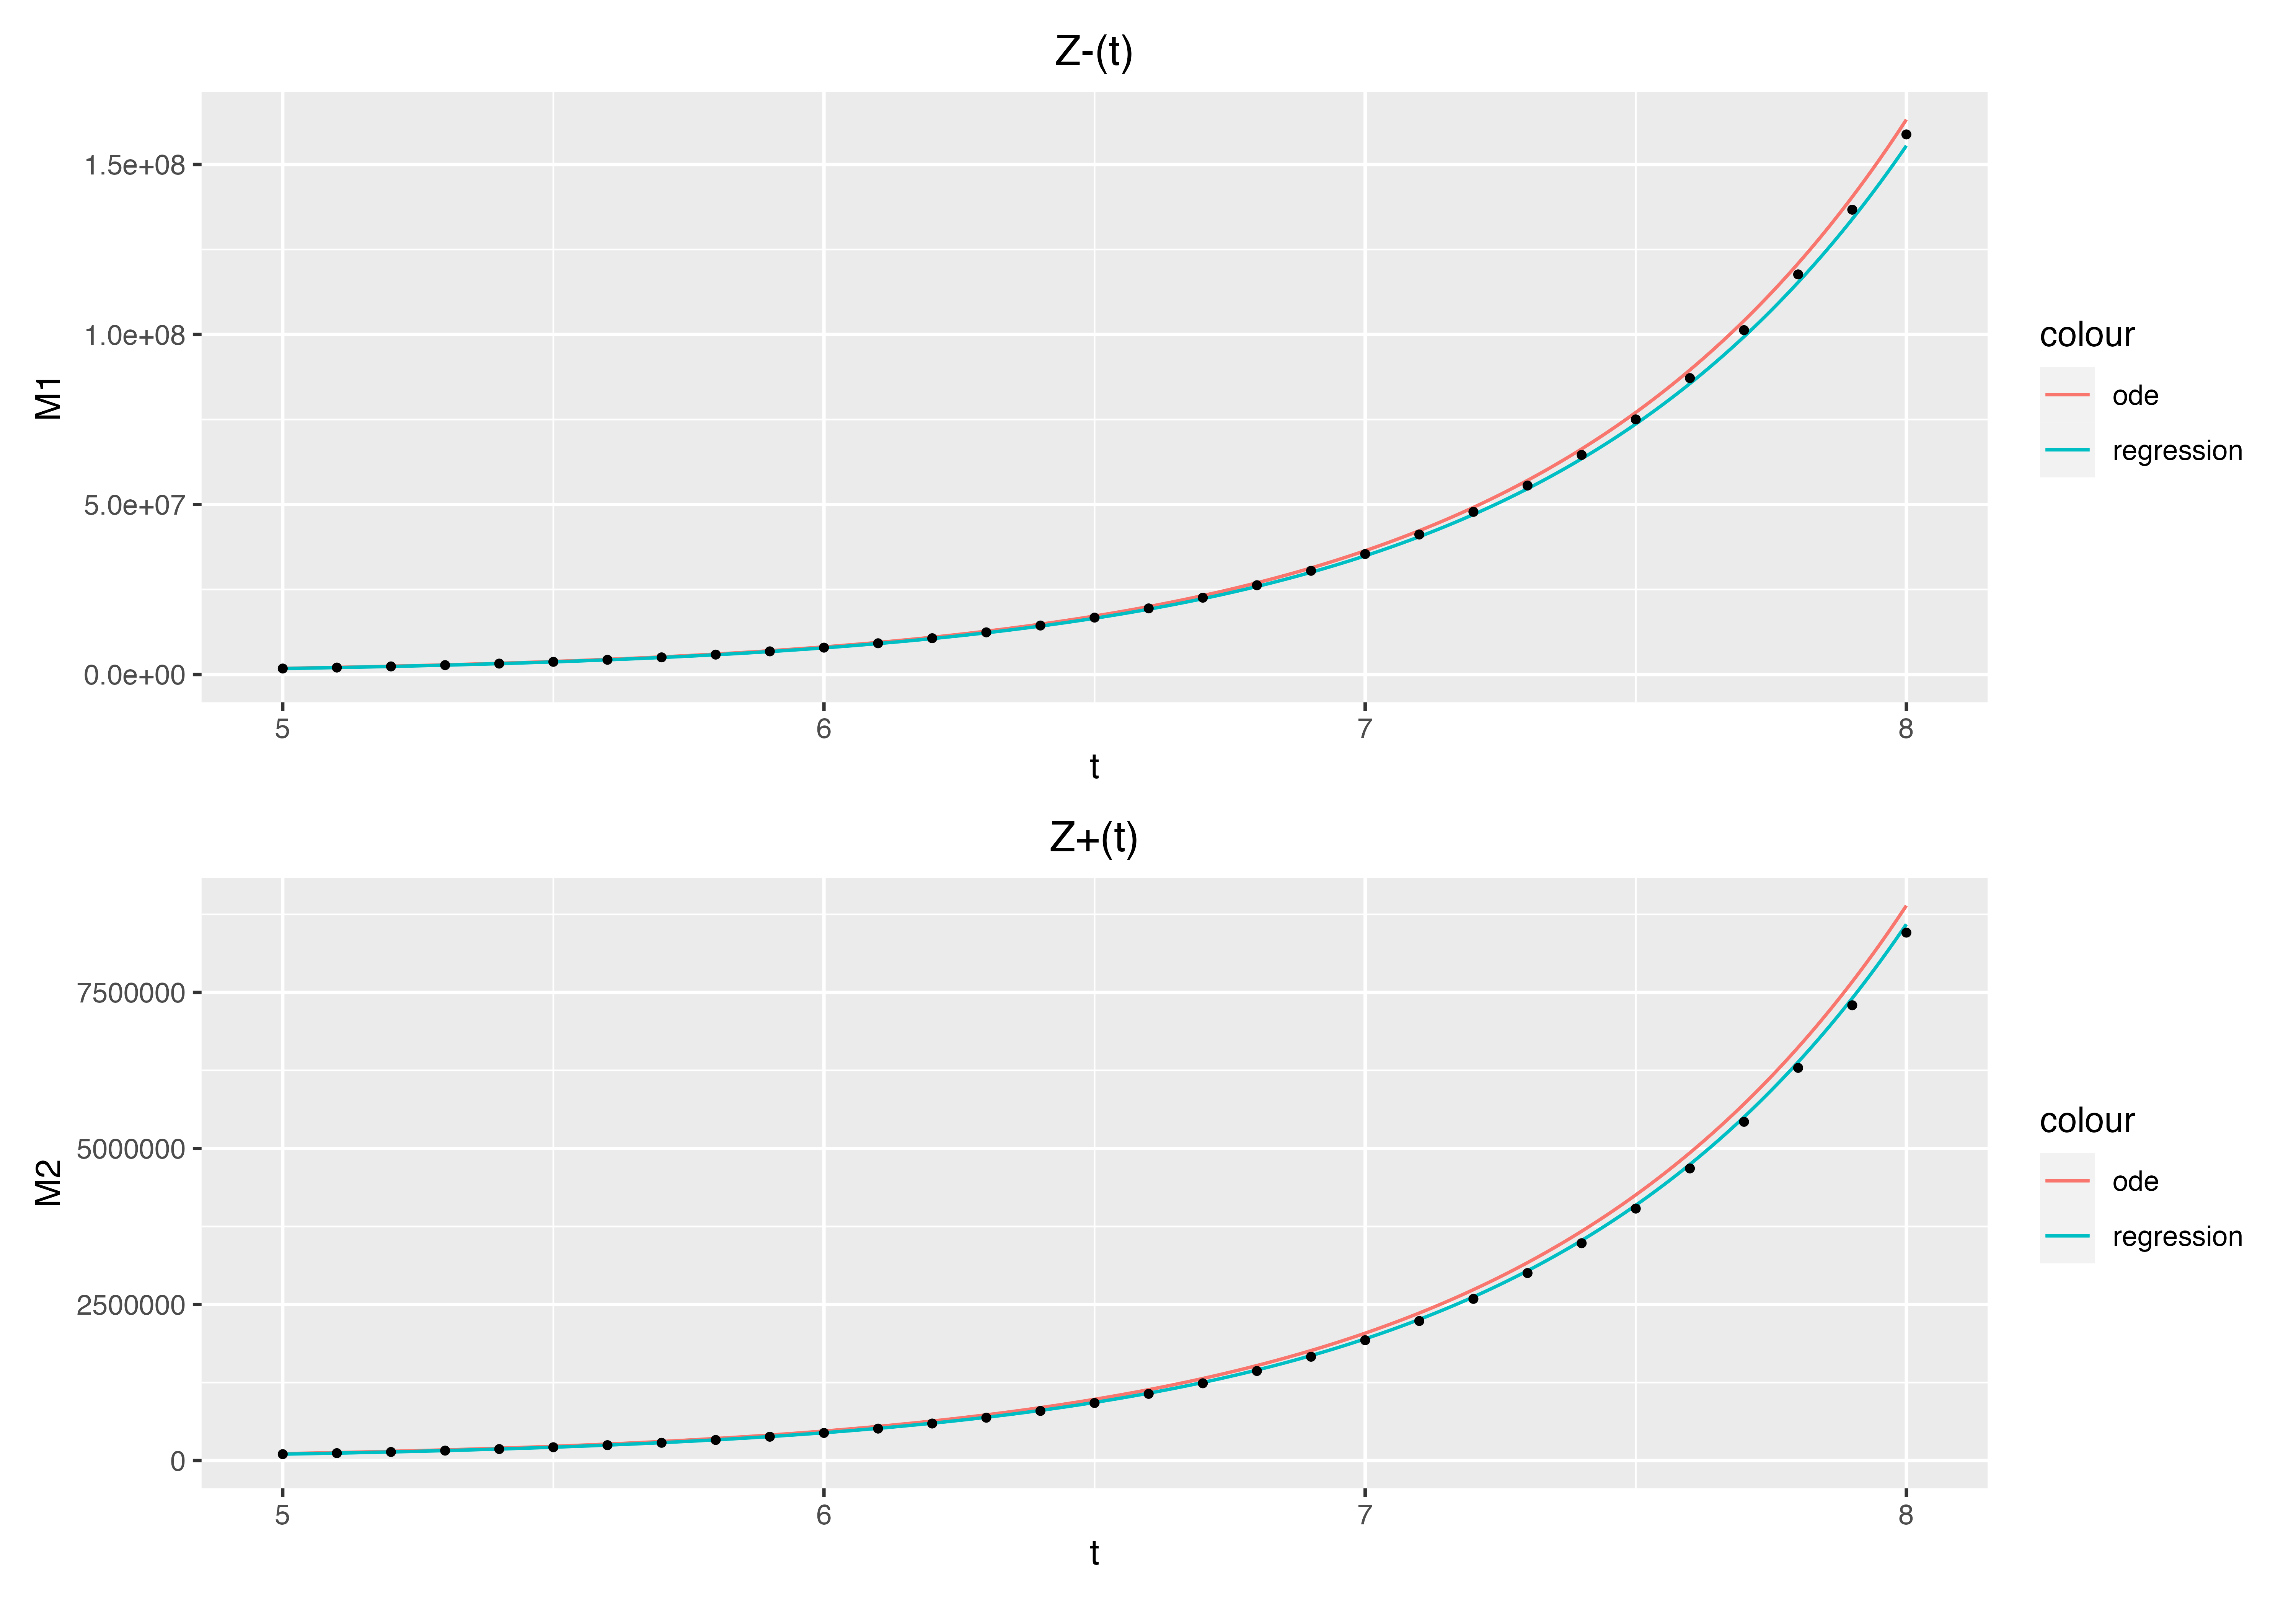 Z-(t)
M1
1.5e+08
1.0e+08
5.0e+07
0.0e+00
5 6 7 8
t
colour
ode
regression
Z+(t)
M2
7500000
5000000
2500000
0
5 6 7 8
t
colour
ode
regression